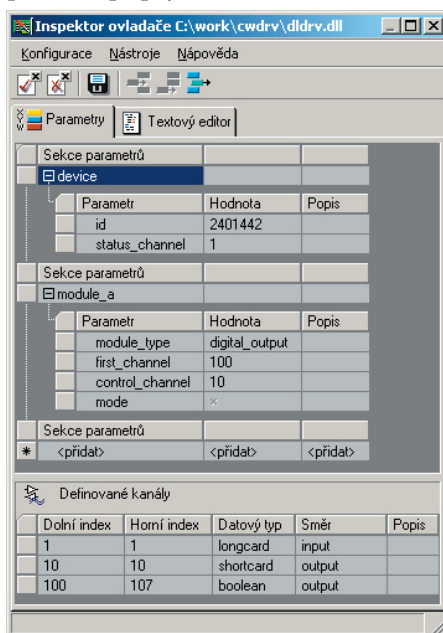 Inspektor ovladače C:\work\cwdrv\dldrv.dll
Konfigurace Nástroje Nápověda
Parametry Textový editor
Sekce parametrů
device
Parametr Hodnota Popis
id 2401442
status_channel 1
Sekce parametrů
module_a
Parametr Hodnota Popis
module_type digital_output
first_channel 100
control_channel 10
mode ×
Sekce parametrů
* <přidat> <přidat> <přidat>
Definované kanály
Dolní index Horní index Datový typ Směr Popis
1 1 longcard input
10 10 shortcard output
100 107 boolean output